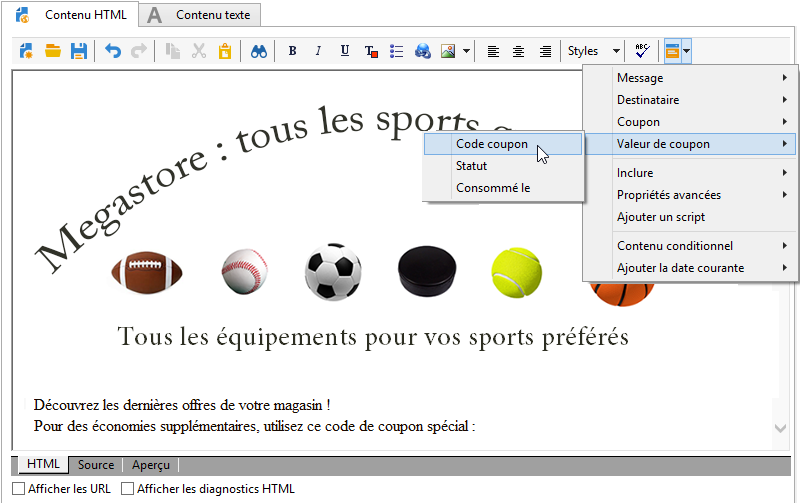 Contenu HTML
Contenu texte
B I U T Styles ABC
Message
Destinataire
Coupon
Valeur de coupon
Code coupon
Statut
Consommé le
Inclure
Propriétés avancées
Ajouter un script
Contenu conditionnel
Ajouter la date courante
Megastore : tous les sports
Tous les équipements pour vos sports préférés
Découvrez les dernières offres de votre magasin !
Pour des économies supplémentaires, utilisez ce code de coupon spécial :
HTML Source Aperçu
Afficher les URL Afficher les diagnostics HTML